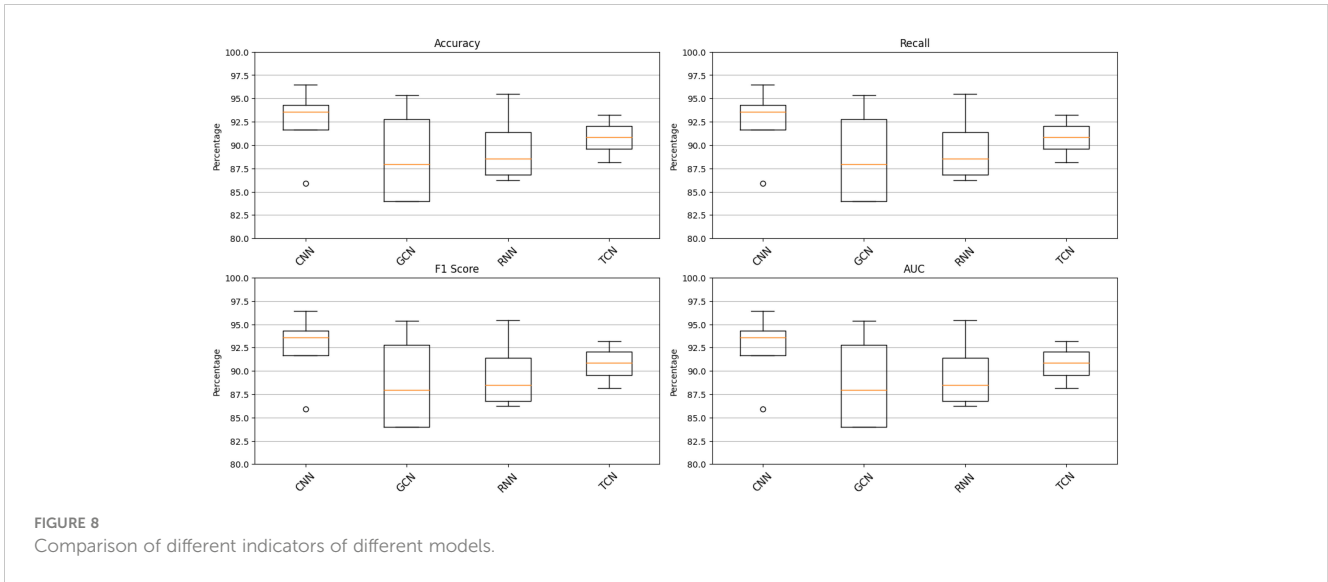 Accuracy
100.0
97.5
95.0
92.5
90.0
87.5
85.0
82.5
80.0
Percentage
CNN
GCN
RNN
TCN
Recall
100.0
97.5
95.0
92.5
90.0
87.5
85.0
82.5
80.0
Percentage
CNN
GCN
RNN
TCN
F1 Score
100.0
97.5
95.0
92.5
90.0
87.5
85.0
82.5
80.0
Percentage
CNN
GCN
RNN
TCN
AUC
100.0
97.5
95.0
92.5
90.0
87.5
85.0
82.5
80.0
Percentage
CNN
GCN
RNN
TCN
FIGURE 8
Comparison of different indicators of different models.